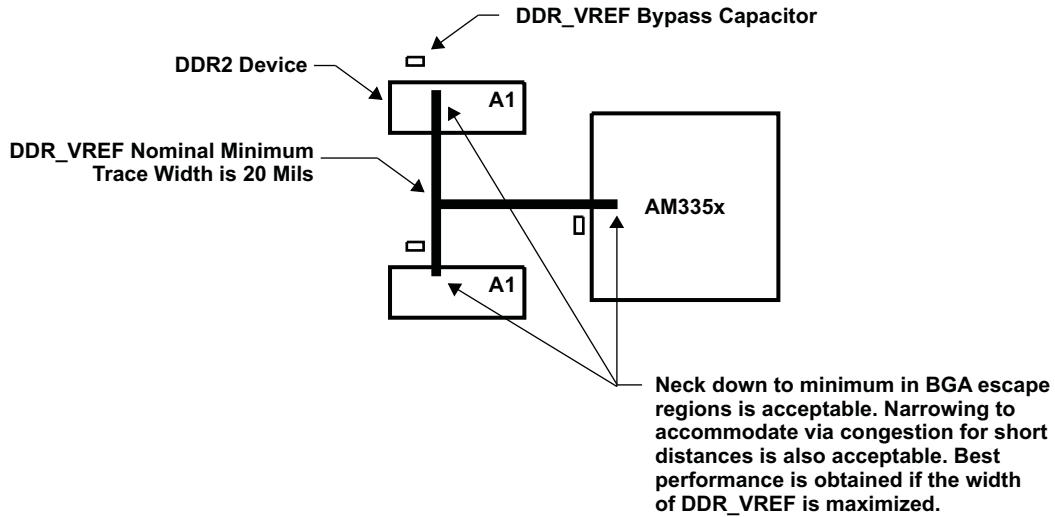 DDR_VREF Bypass Capacitor
DDR2 Device
A1
DDR_VREF Nominal Minimum
Trace Width is 20 Mils
AM335x
A1
Neck down to minimum in BGA escape
regions is acceptable. Narrowing to
accommodate via congestion for short
distances is also acceptable. Best
performance is obtained if the width
of DDR_VREF is maximized.